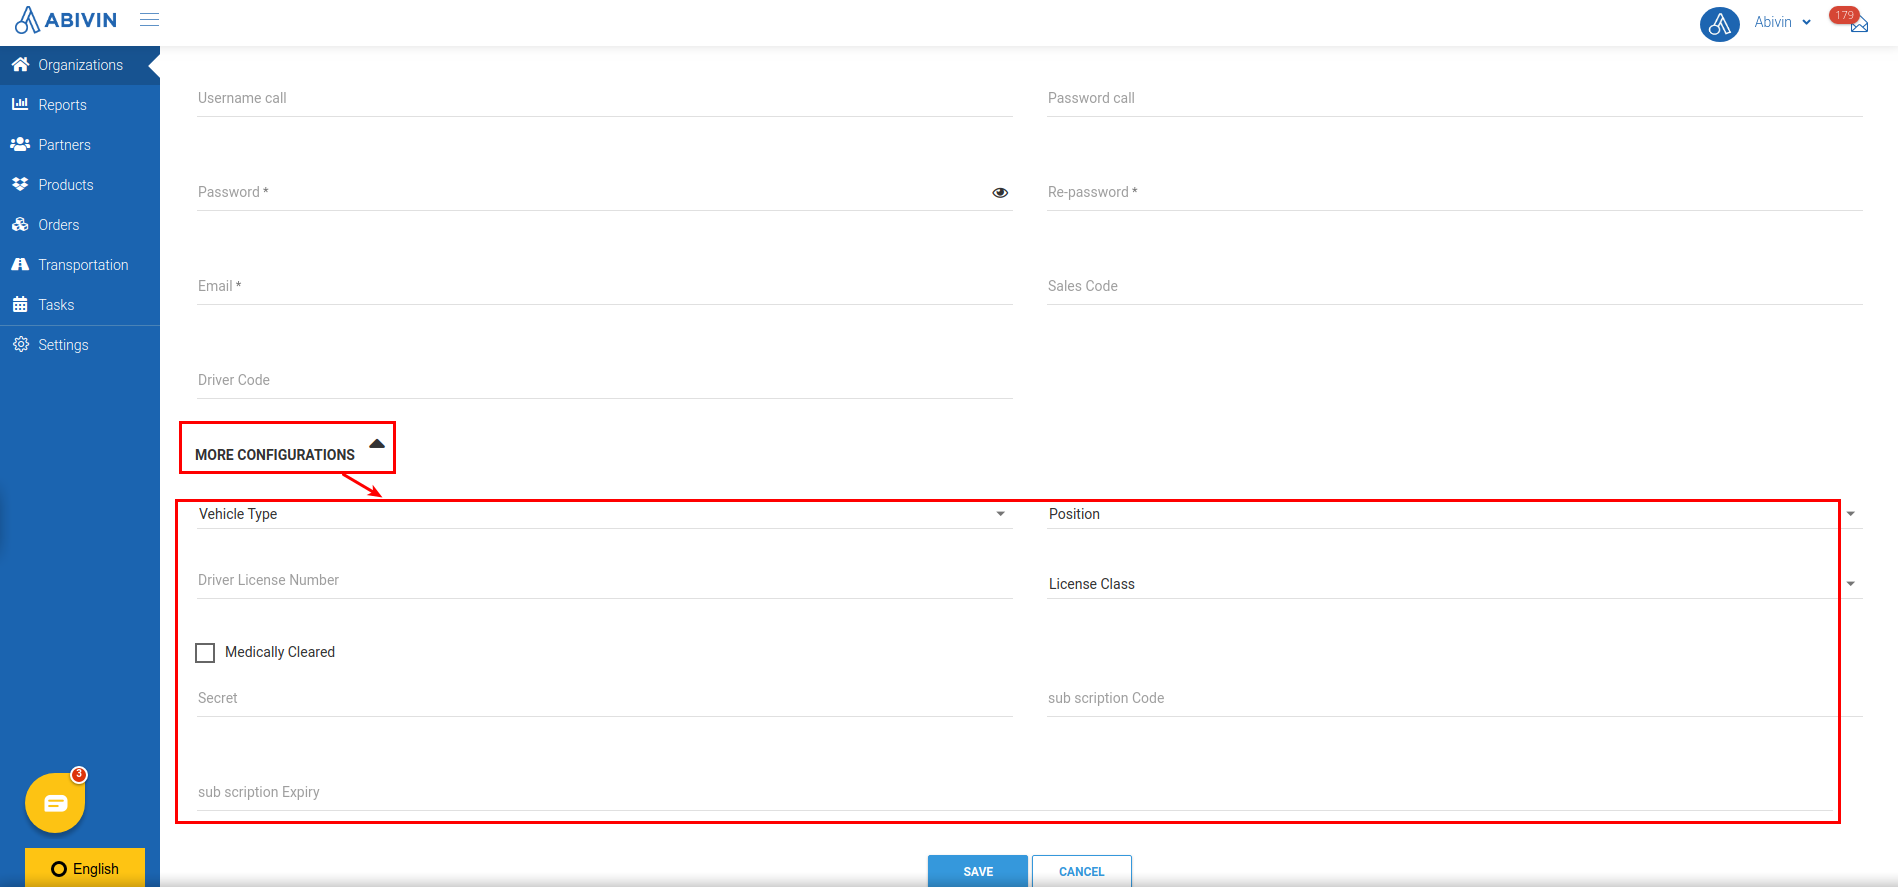 ABIVIN
Abivin
179
Organizations
Reports
Partners
Products
Orders
Transportation
Tasks
Settings
Username call
Password call
Password *
Re-password *
Email *
Sales Code
Driver Code
MORE CONFIGURATIONS
Vehicle Type
Position
Driver License Number
License Class
Medically Cleared
Secret
sub scription Code
sub scription Expiry
3
English
SAVE
CANCEL